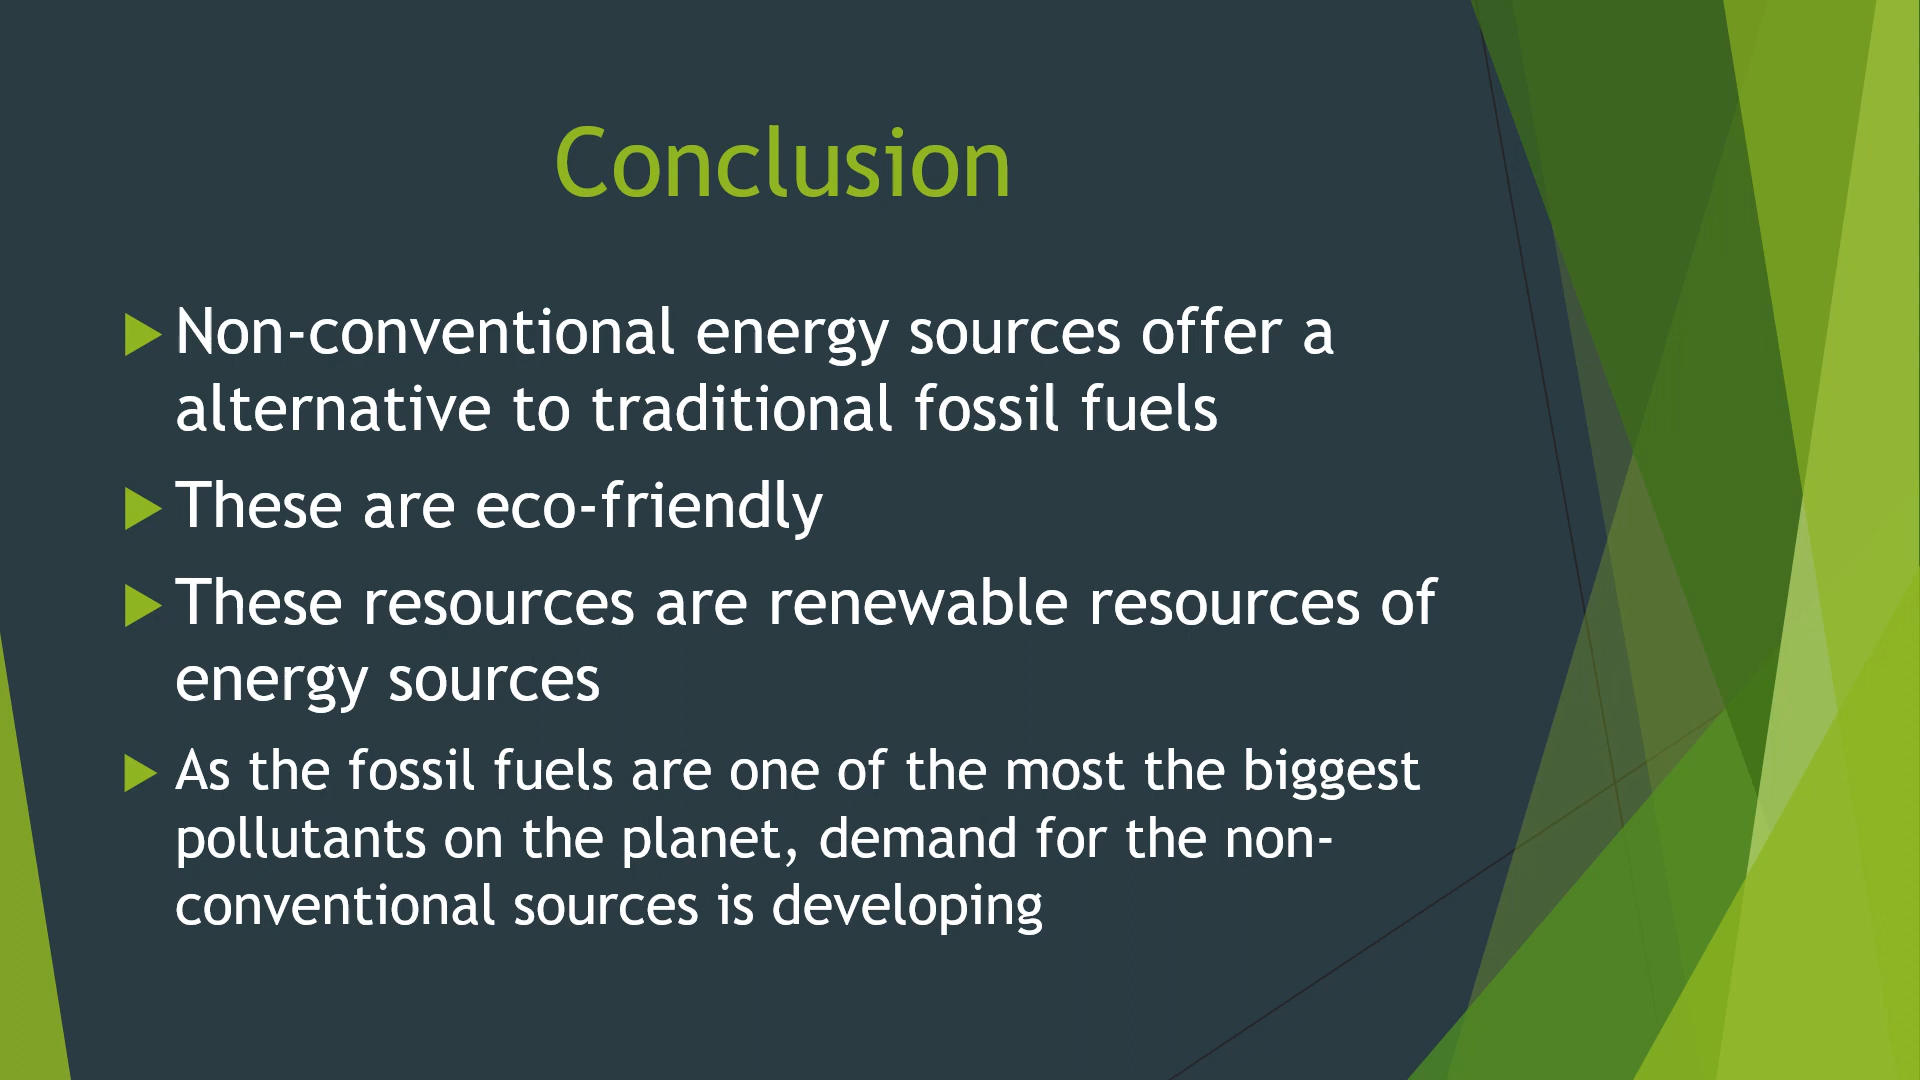 Conclusion
Non-conventional energy sources offer a
alternative to traditional fossil fuels
These are eco-friendly
These resources are renewable resources of
energy sources
As the fossil fuels are one of the most the biggest
pollutants on the planet, demand for the non-
conventional sources is developing